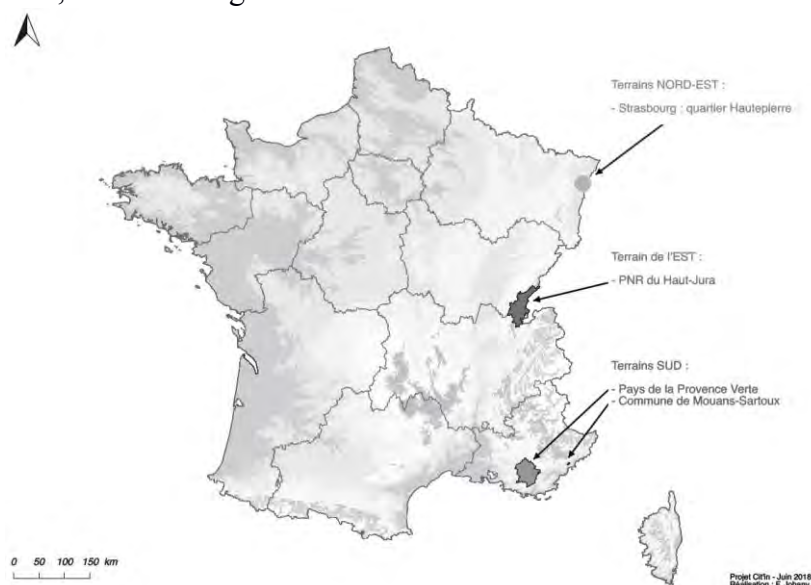 Terrains NORD-EST :
- Strasbourg : quartier Hautepierre
Terrain de l'EST :
- PNR du Haut-Jura
Terrains SUD :
- Pays de la Provence Verte
- Commune de Mouans-Sartoux
0 50 100 150 km
Projet Cit'in - Juin 2018
Réalisation : F.